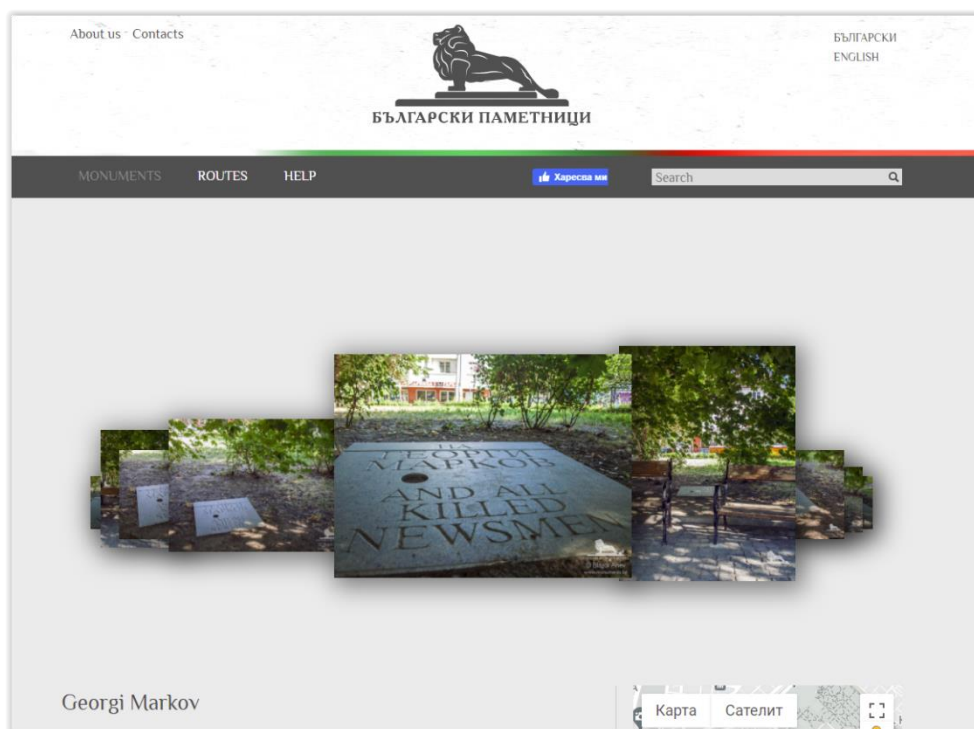 About us Contacts
БЪЛГАРСКИ
ENGLISH
БЪЛГАРСКИ ПАМЕТНИЦИ
MONUMENTS ROUTES HELP
Харесва ми
Search
НА
ГЕОРГИ
МАРКОВ
AND ALL
KILLED
NEWSMEN
Georgi Markov
Карта Сателит